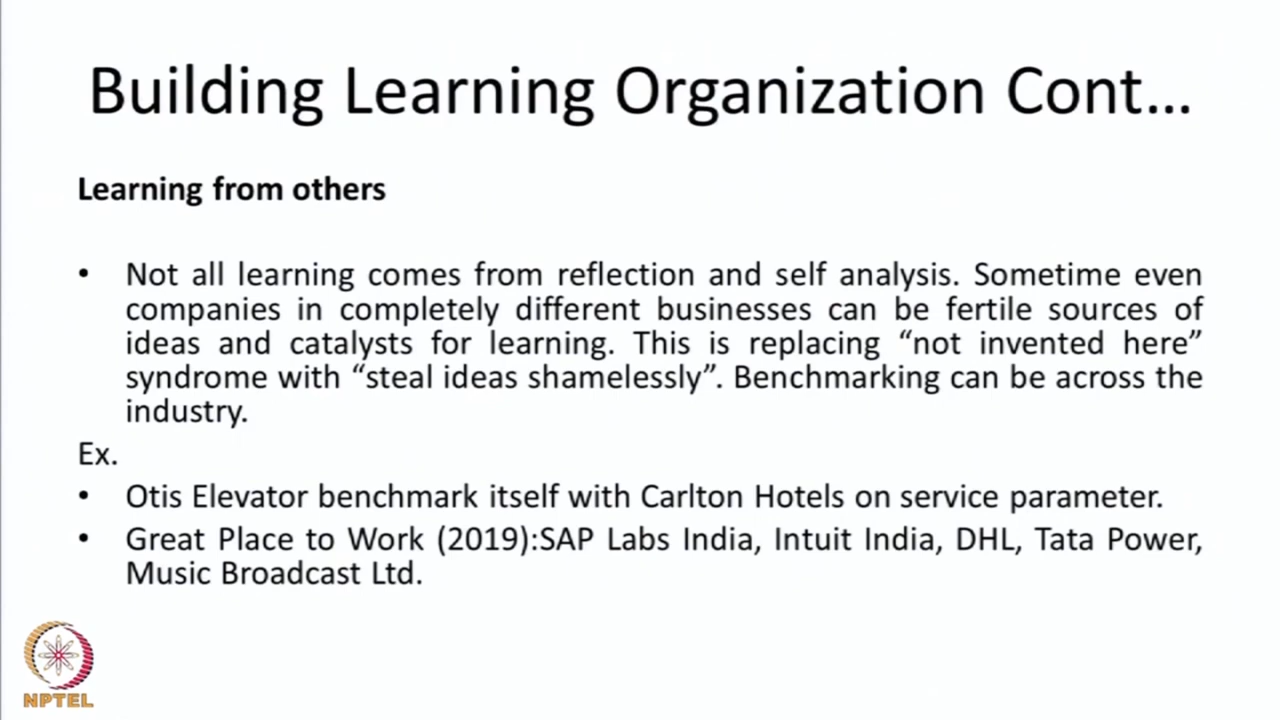 Building Learning Organization Cont...
Learning from others
• Not all learning comes from reflection and self analysis. Sometime even
companies in completely different businesses can be fertile sources of
ideas and catalysts for learning. This is replacing “not invented here”
syndrome with “steal ideas shamelessly”. Benchmarking can be across the
industry.
Ex.
• Otis Elevator benchmark itself with Carlton Hotels on service parameter.
• Great Place to Work (2019):SAP Labs India, Intuit India, DHL, Tata Power,
Music Broadcast Ltd.
NPTEL